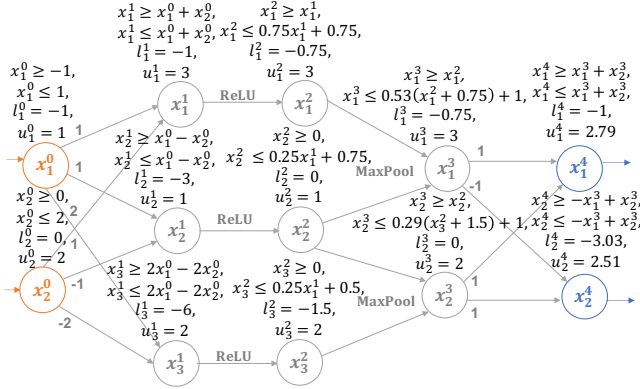 x₁⁰ ≥ −1,
x₁⁰ ≤ 1,
l₁⁰ = −1,
u₁⁰ = 1
x₁⁰
x₂⁰ ≥ 0,
x₂⁰ ≤ 2,
l₂⁰ = 0,
u₂⁰ = 2
x₂⁰
1
1
2
1
-1
-2
x₁¹ ≥ x₁⁰ + x₂⁰,
x₁¹ ≤ x₁⁰ + x₂⁰,
l₁¹ = −1,
u₁¹ = 3
x₁¹
x₂¹ ≥ x₁⁰ − x₂⁰,
x₂¹ ≤ x₁⁰ − x₂⁰,
l₂¹ = −3,
u₂¹ = 1
x₂¹
x₃¹ ≥ 2x₁⁰ − 2x₂⁰,
x₃¹ ≤ 2x₁⁰ − 2x₂⁰,
l₃¹ = −6,
u₃¹ = 2
x₃¹
ReLU
ReLU
ReLU
x₁² ≥ x₁¹,
x₁² ≤ 0.75x₁¹ + 0.75,
l₁² = −0.75,
u₁² = 3
x₁²
x₂² ≥ 0,
x₂² ≤ 0.25x₁¹ + 0.75,
l₂² = 0,
u₂² = 1
x₂²
x₃² ≥ 0,
x₃² ≤ 0.25x₁¹ + 0.5,
l₃² = −1.5,
u₃² = 2
x₃²
MaxPool
MaxPool
x₁³ ≥ x₁²,
x₁³ ≤ 0.53(x₁² + 0.75) + 1,
l₁³ = −0.75,
u₁³ = 3
x₁³
x₂³ ≥ x₂²,
x₂³ ≤ 0.29(x₃² + 1.5) + 1,
l₂³ = 0,
u₂³ = 2
x₂³
1
-1
1
1
x₁⁴ ≥ x₁³ + x₂³,
x₁⁴ ≤ x₁³ + x₂³,
l₁⁴ = −1,
u₁⁴ = 2.79
x₁⁴
x₂⁴ ≥ −x₁³ + x₂³,
x₂⁴ ≤ −x₁³ + x₂³,
l₂⁴ = −3.03,
u₂⁴ = 2.51
x₂⁴